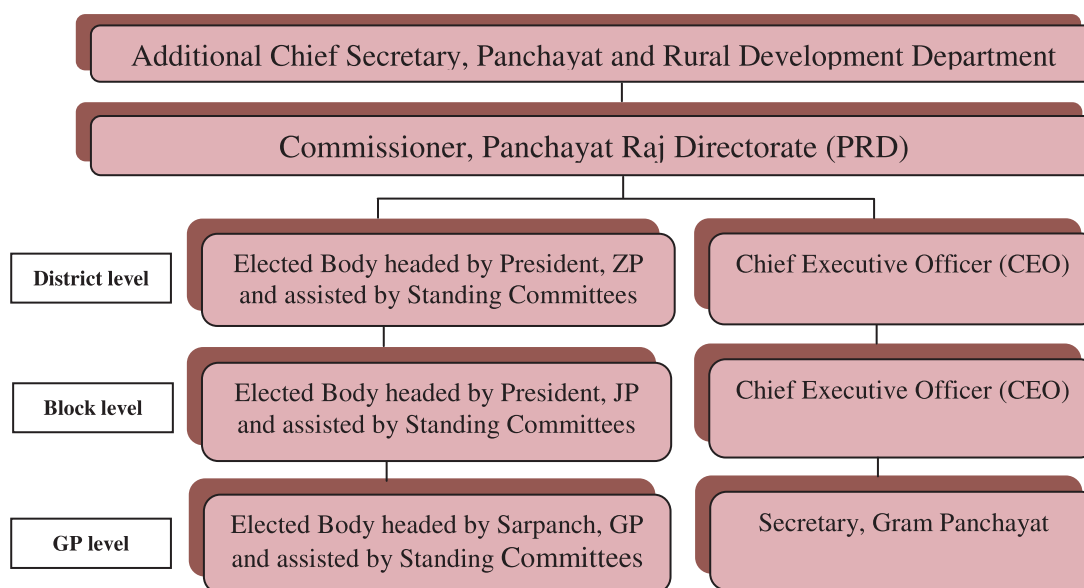 Additional Chief Secretary, Panchayat and Rural Development Department
Commissioner, Panchayat Raj Directorate (PRD)
District level
Elected Body headed by President, ZP
and assisted by Standing Committees
Chief Executive Officer (CEO)
Block level
Elected Body headed by President, JP
and assisted by Standing Committees
Chief Executive Officer (CEO)
GP level
Elected Body headed by Sarpanch, GP
and assisted by Standing Committees
Secretary, Gram Panchayat